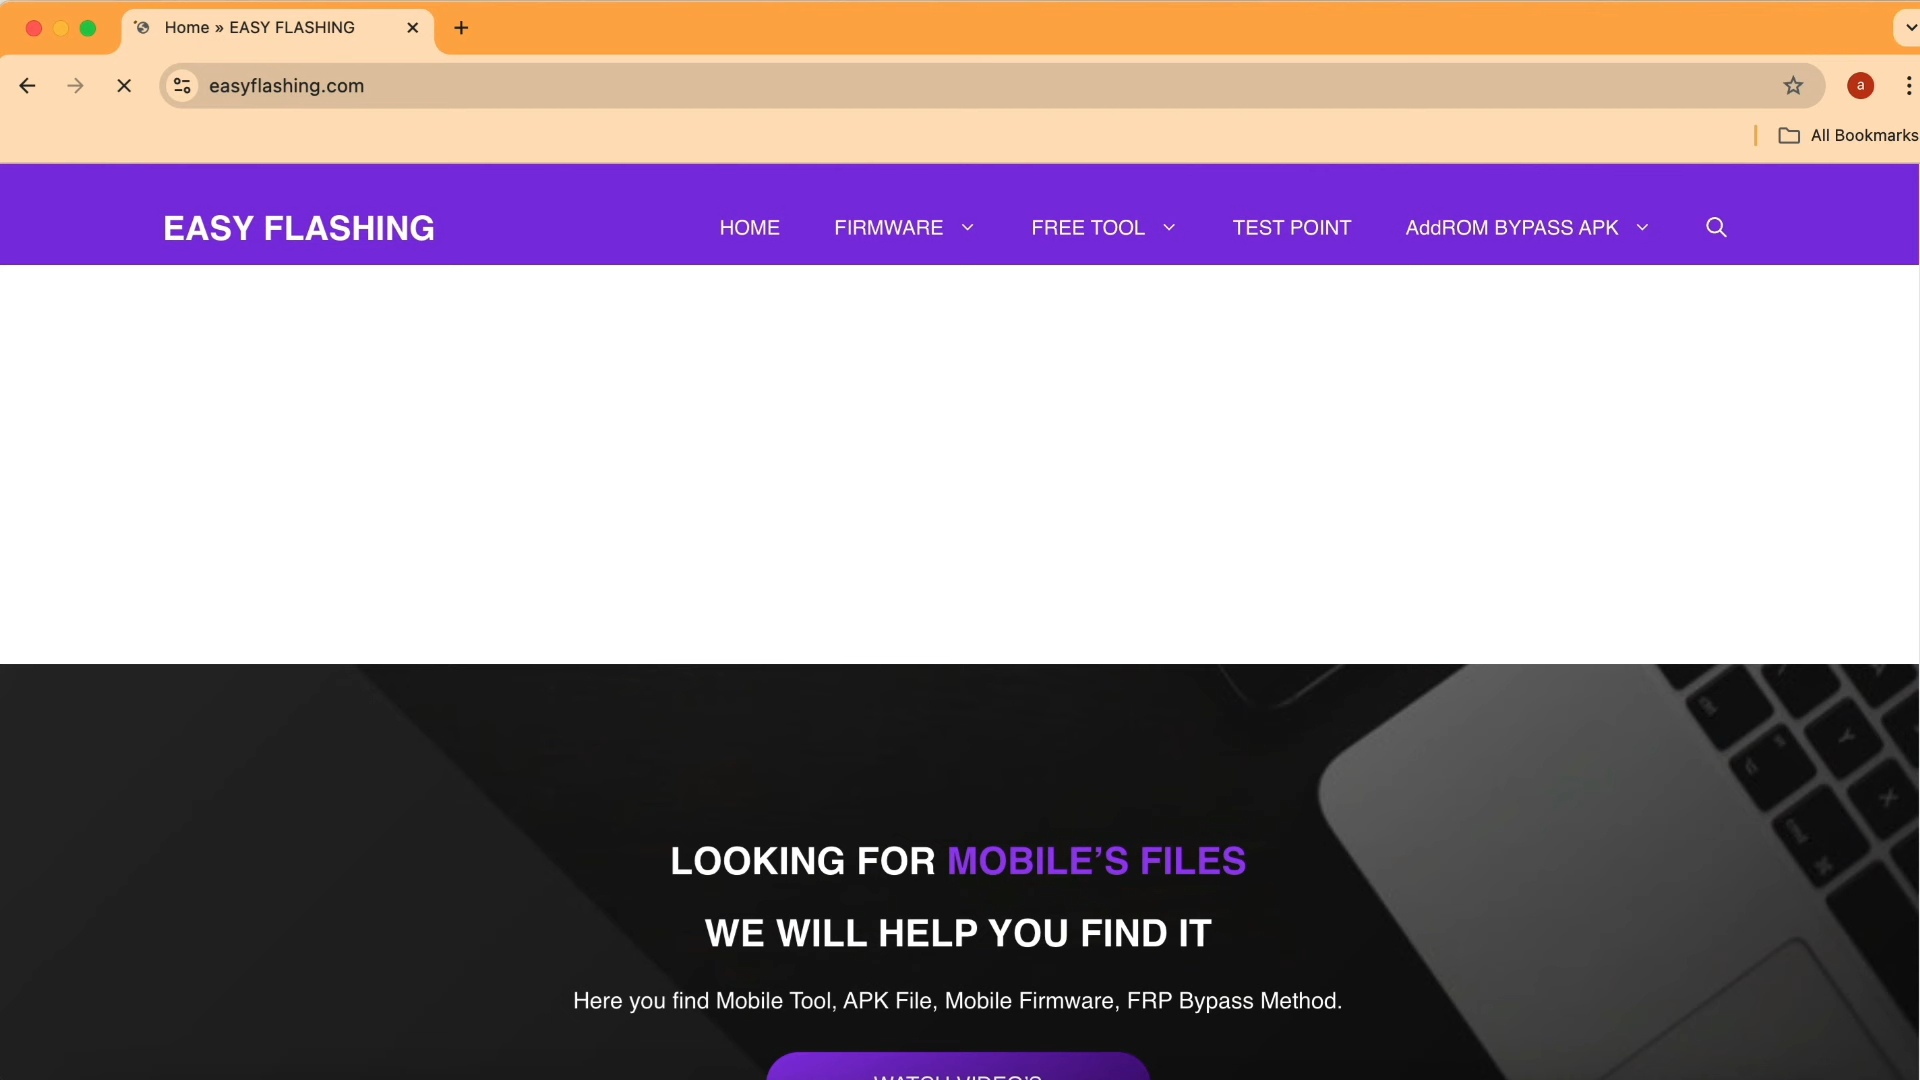 Home » EASY FLASHING
easyflashing.com
a
All Bookmarks
EASY FLASHING
HOME
FIRMWARE
FREE TOOL
TEST POINT
AddROM BYPASS APK
LOOKING FOR MOBILE’S FILES
WE WILL HELP YOU FIND IT
Here you find Mobile Tool, APK File, Mobile Firmware, FRP Bypass Method.
WATCH VIDEO'S